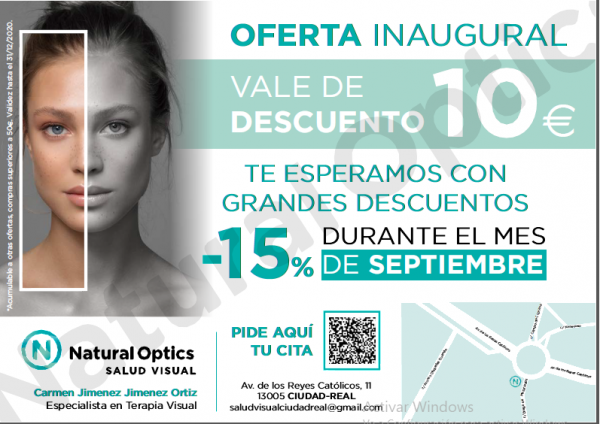 OFERTA INAUGURAL
VALE DE
DESCUENTO 10€
TE ESPERAMOS CON
GRANDES DESCUENTOS
-15% DURANTE EL MES
DE SEPTIEMBRE
*Acumulable a otras ofertas, compras superiores a 50€. Validez hasta el 31/12/2020.
N
Natural Optics
SALUD VISUAL
Carmen Jimenez Jimenez Ortiz
Especialista en Terapia Visual
PIDE AQUÍ
TU CITA
Av. de los Reyes Católicos, 11
13005 CIUDAD-REAL
saludvisualciudadreal@gmail.com
N
Activar Windows
Natural Optics